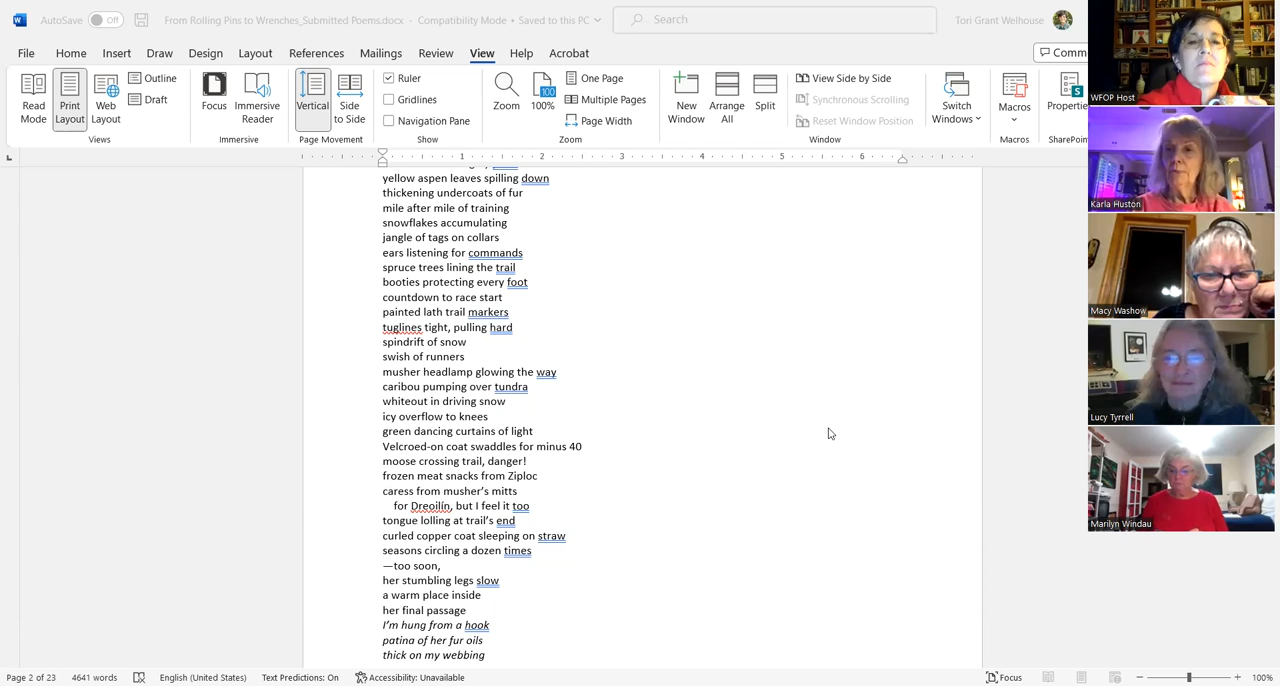 AutoSave Off From Rolling Pins to Wrenches_Submitted Poems.docx - Compatibility Mode • Saved to this PC Search Tori Grant Welhouse
File Home Insert Draw Design Layout References Mailings Review View Help Acrobat Comm
Read Mode Print Layout Web Layout Outline Draft Views
Focus Immersive Reader Immersive
Vertical Side to Side Page Movement
Ruler Gridlines Navigation Pane Show
Zoom 100 100% One Page Multiple Pages Page Width Zoom
New Window Arrange All Split View Side by Side Synchronous Scrolling Reset Window Position Switch Windows Window
Macros Macros
Properties SharePoint
1 2 3 4 5 6
yellow aspen leaves spilling down
thickening undercoats of fur
mile after mile of training
snowflakes accumulating
jangle of tags on collars
ears listening for commands
spruce trees lining the trail
booties protecting every foot
countdown to race start
painted lath trail markers
tuglines tight, pulling hard
spindrift of snow
swish of runners
musher headlamp glowing the way
caribou pumping over tundra
whiteout in driving snow
icy overflow to knees
green dancing curtains of light
Velcroed-on coat swaddles for minus 40
moose crossing trail, danger!
frozen meat snacks from Ziploc
caress from musher’s mitts
for Dreoilín, but I feel it too
tongue lolling at trail’s end
curled copper coat sleeping on straw
seasons circling a dozen times
—too soon,
her stumbling legs slow
a warm place inside
her final passage
I’m hung from a hook
patina of her fur oils
thick on my webbing
WFOP Host
Karla Huston
Macy Washow
Lucy Tyrrell
Marilyn Windau
Page 2 of 23 4641 words English (United States) Text Predictions: On Accessibility: Unavailable Focus 100%